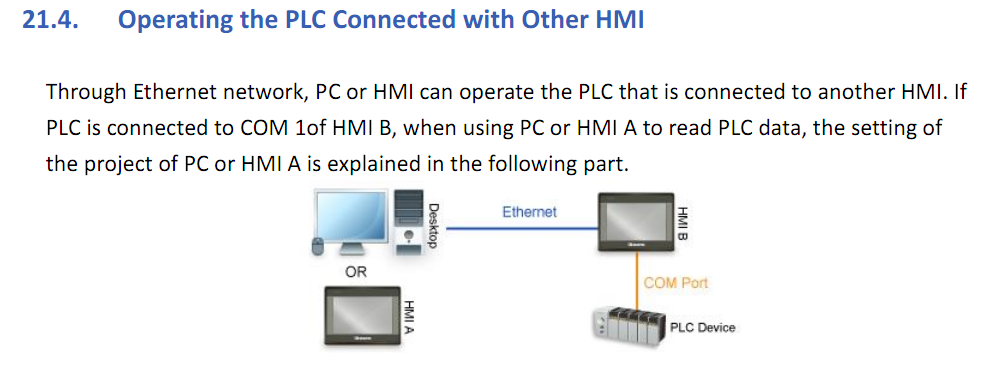 21.4. Operating the PLC Connected with Other HMI
Through Ethernet network, PC or HMI can operate the PLC that is connected to another HMI. If
PLC is connected to COM 1of HMI B, when using PC or HMI A to read PLC data, the setting of
the project of PC or HMI A is explained in the following part.
Desktop
Ethernet
HMI B
OR
COM Port
HMI A
PLC Device